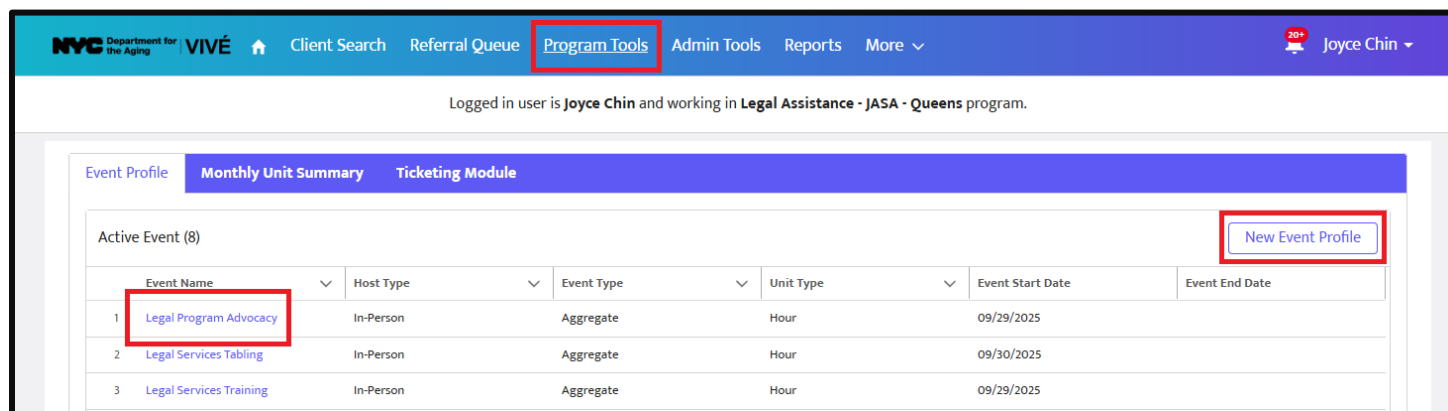 NYC Department for the Aging | VIVÉ Client Search Referral Queue Program Tools Admin Tools Reports More 20+ Joyce Chin
Logged in user is Joyce Chin and working in Legal Assistance - JASA - Queens program.
Event Profile Monthly Unit Summary Ticketing Module
Active Event (8) New Event Profile
Event Name Host Type Event Type Unit Type Event Start Date Event End Date
1 Legal Program Advocacy In-Person Aggregate Hour 09/29/2025
2 Legal Services Tabling In-Person Aggregate Hour 09/30/2025
3 Legal Services Training In-Person Aggregate Hour 09/29/2025